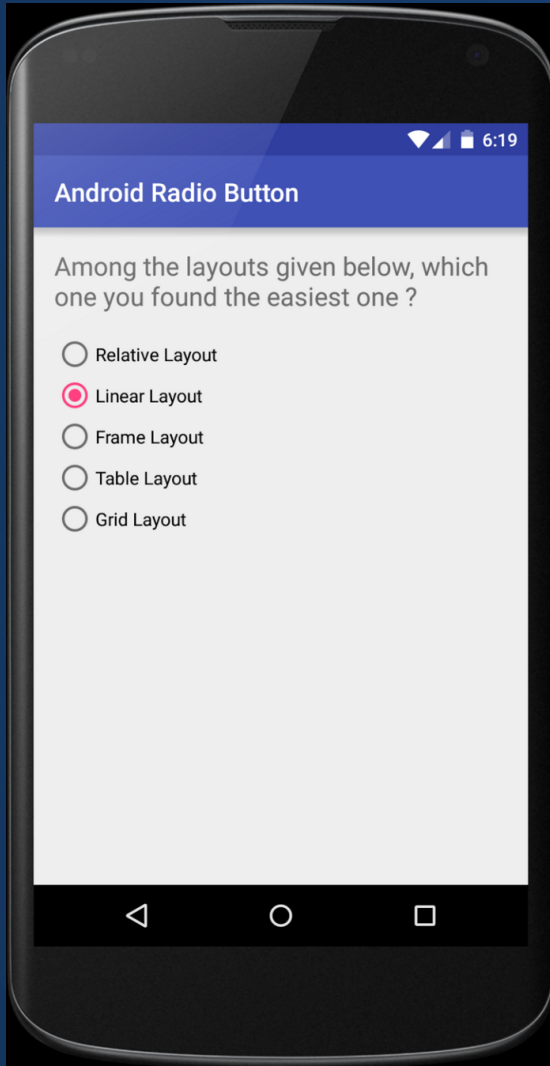 6:19
Android Radio Button
Among the layouts given below, which
one you found the easiest one ?
Relative Layout
Linear Layout
Frame Layout
Table Layout
Grid Layout